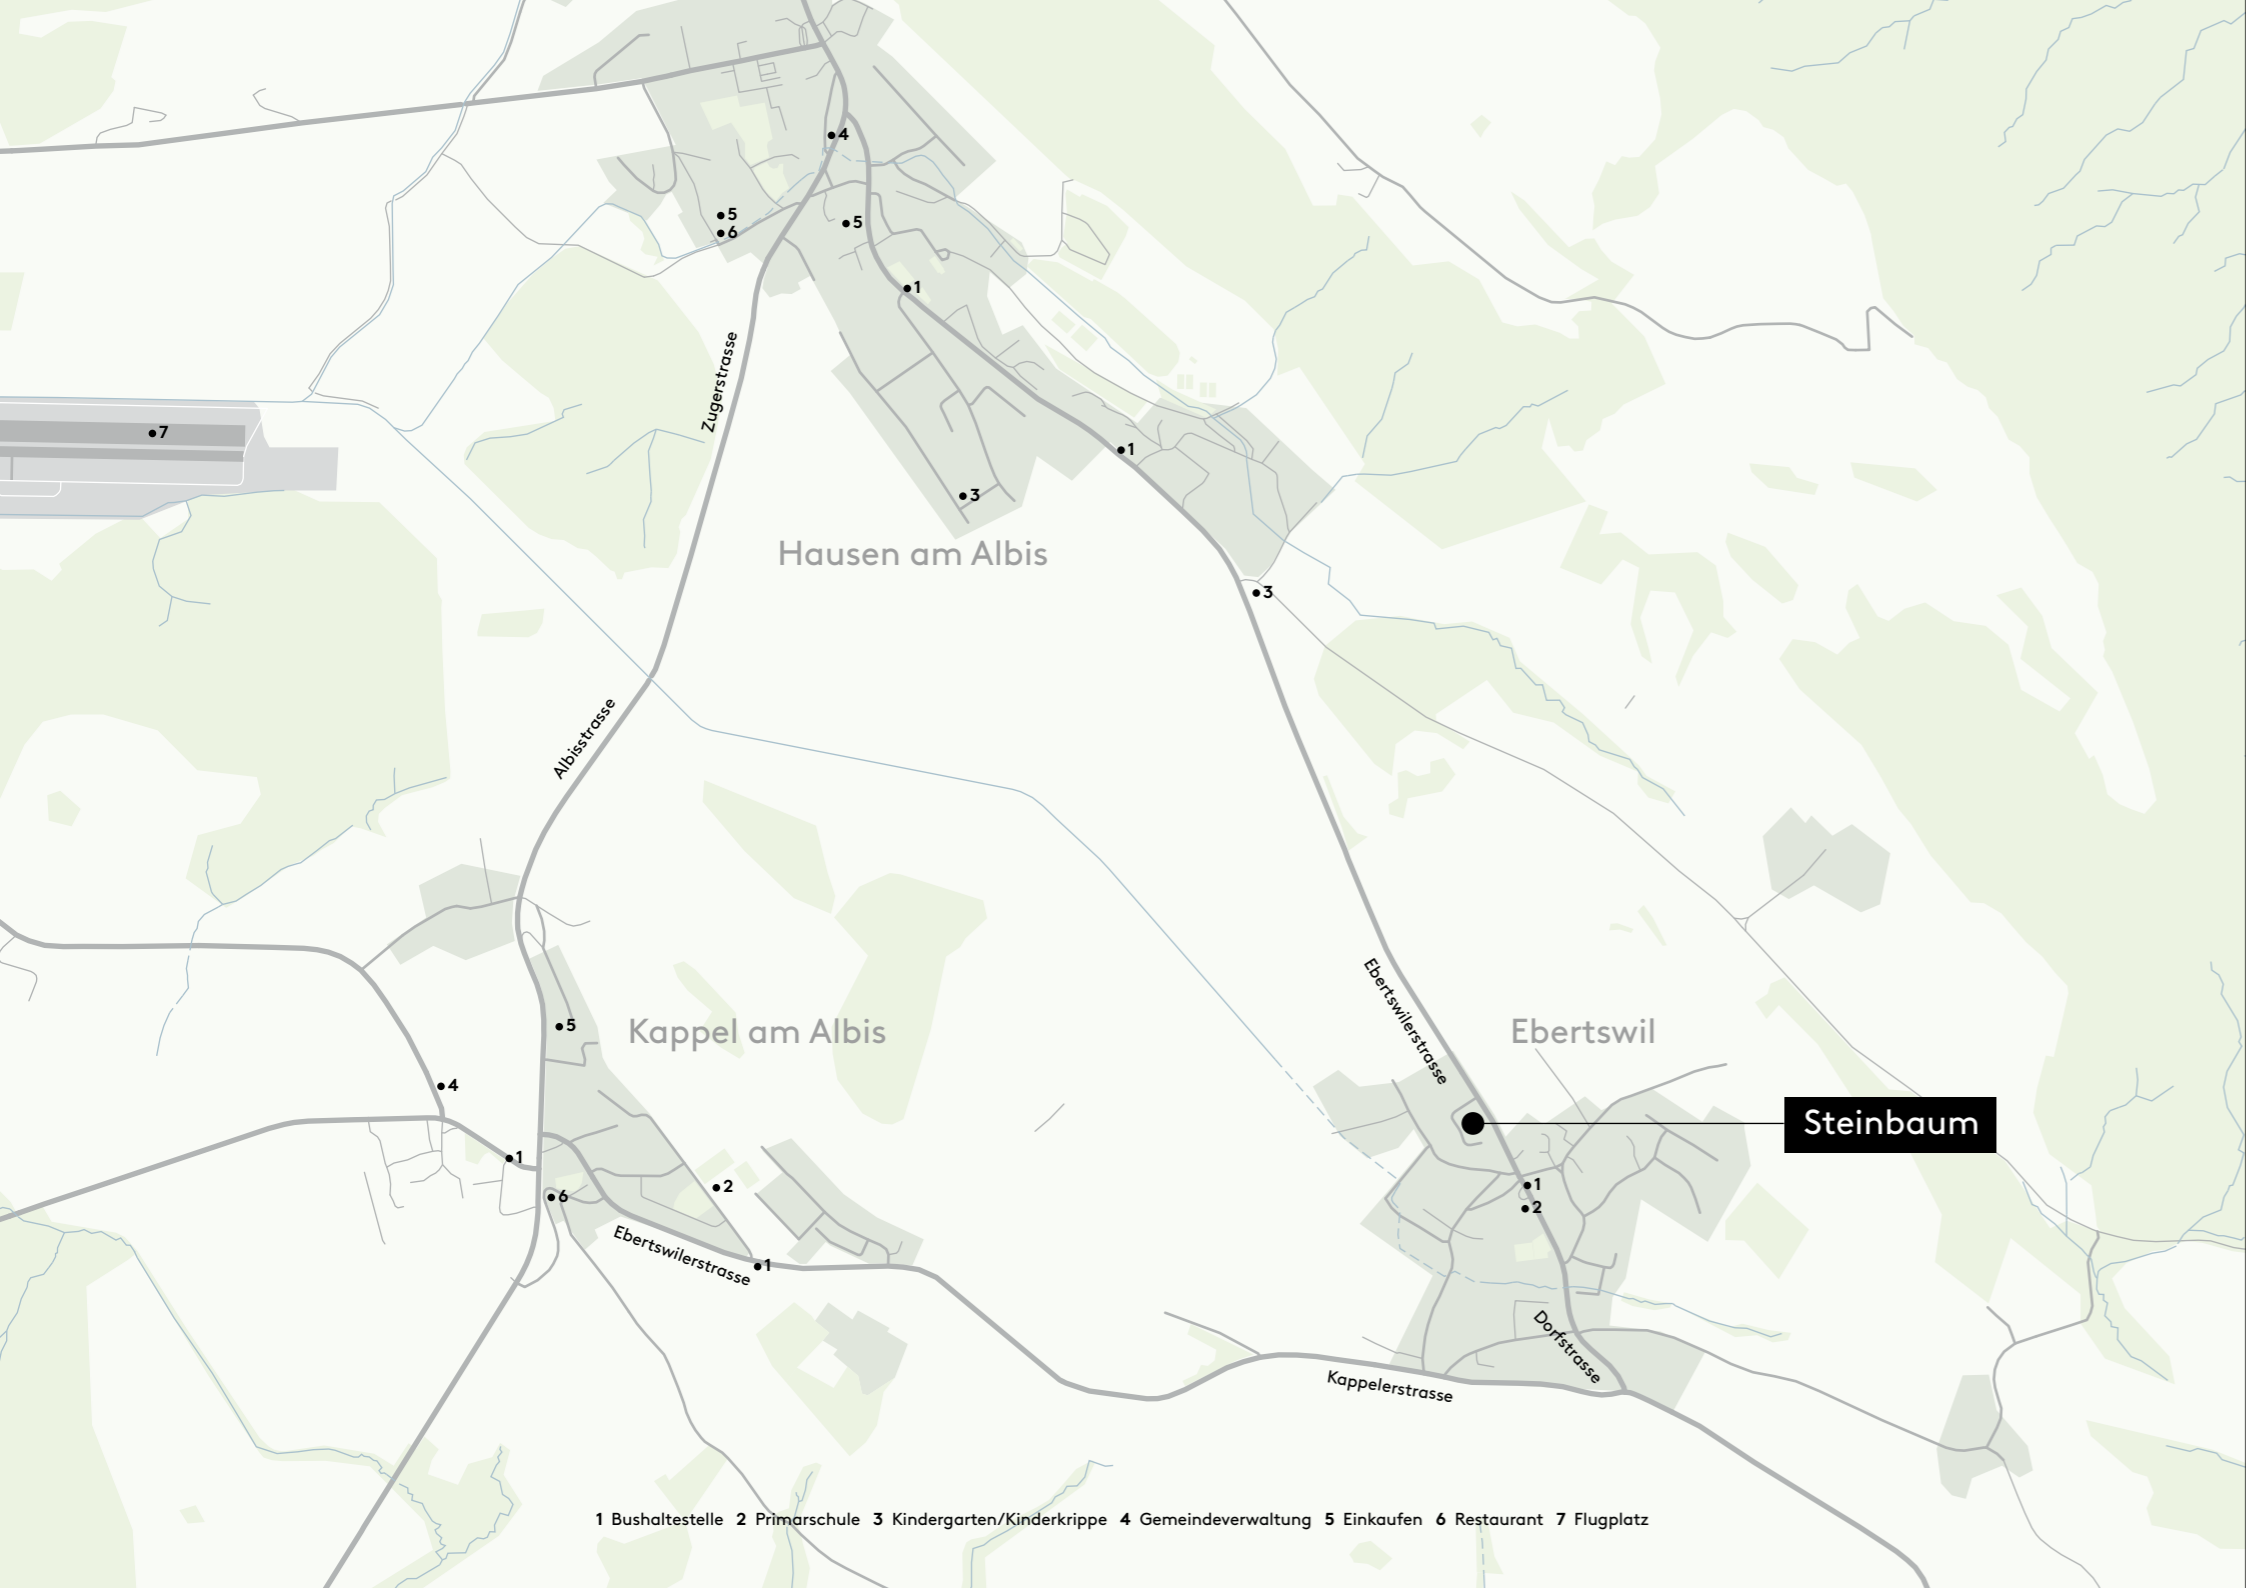 4
5
6
5
1
Zugerstrasse
7
1
3
Hausen am Albis
3
Albisstrasse
Ebertswilerstrasse
5
Kappel am Albis
Ebertswil
4
Steinbaum
1
2
6
1
2
Ebertswilerstrasse
1
Dorfstrasse
Kappelerstrasse
1 Bushaltestelle 2 Primarschule 3 Kindergarten/Kinderkrippe 4 Gemeindeverwaltung 5 Einkaufen 6 Restaurant 7 Flugplatz